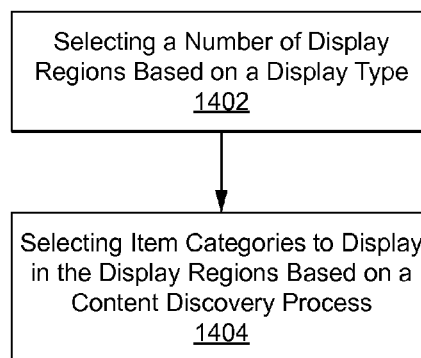 Selecting a Number of Display
Regions Based on a Display Type
1402
Selecting Item Categories to Display
in the Display Regions Based on a
Content Discovery Process
1404